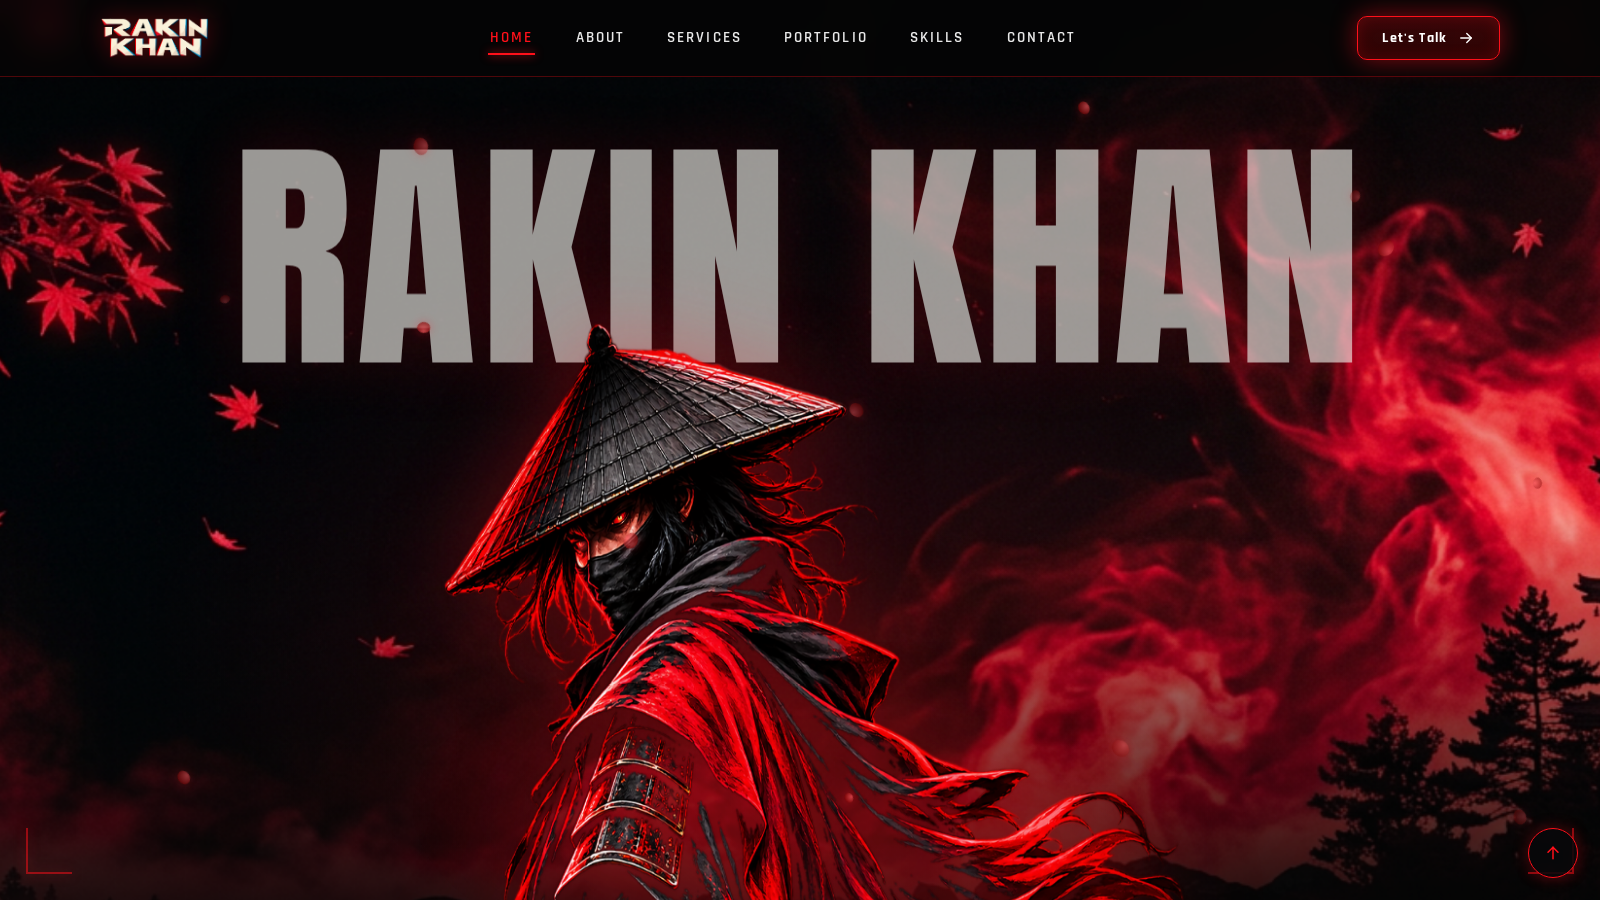 RAKIN
KHAN
HOME
ABOUT
SERVICES
PORTFOLIO
SKILLS
CONTACT
Let's Talk
RAKIN KHAN